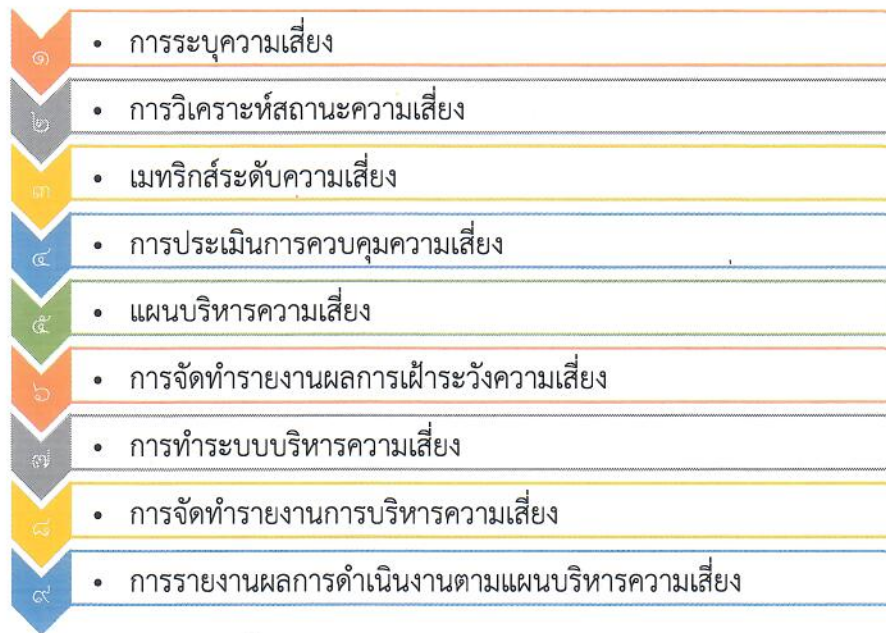 ๑ • การระบุความเสี่ยง
๒ • การวิเคราะห์สถานะความเสี่ยง
๓ • เมทริกส์ระดับความเสี่ยง
๔ • การประเมินการควบคุมความเสี่ยง
๕ • แผนบริหารความเสี่ยง
๖ • การจัดทำรายงานผลการเฝ้าระวังความเสี่ยง
๗ • การทำระบบบริหารความเสี่ยง
๘ • การจัดทำรายงานการบริหารความเสี่ยง
๙ • การรายงานผลการดำเนินงานตามแผนบริหารความเสี่ยง